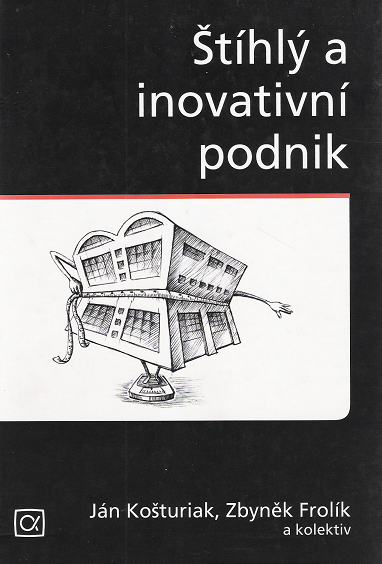 Štíhlý a
inovativní
podnik
Ján Košturiak, Zbyněk Frolík
a kolektiv